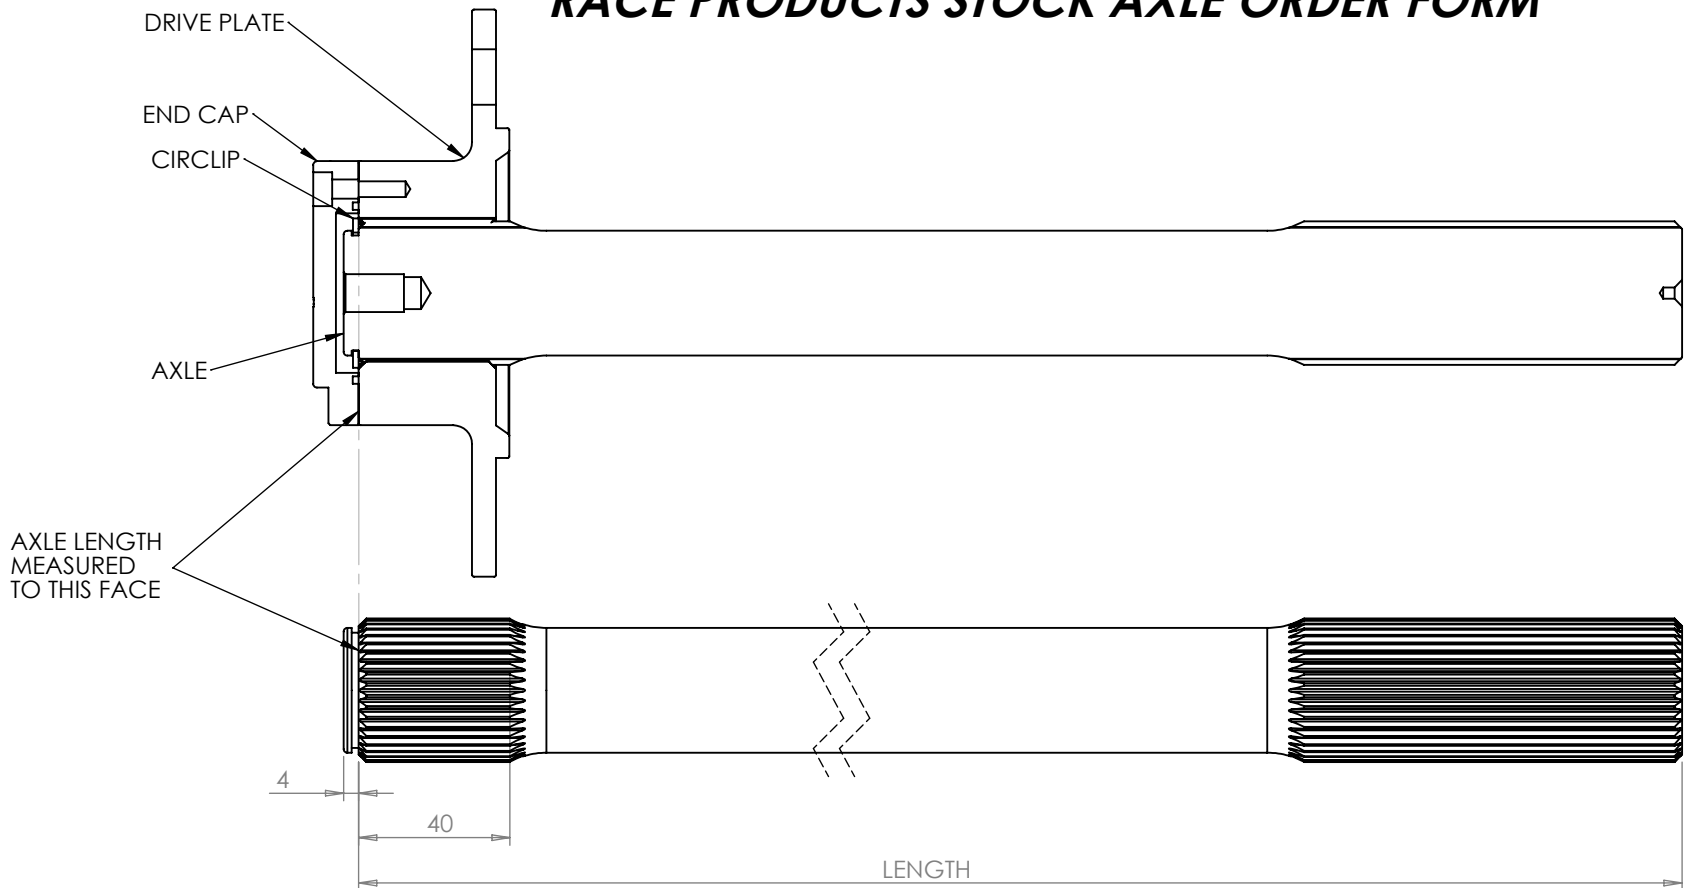 RACE PRODUCTS STOCK AXLE ORDER FORM
DRIVE PLATE
END CAP
CIRCLIP
AXLE
AXLE LENGTH
MEASURED
TO THIS FACE
4
40
LENGTH